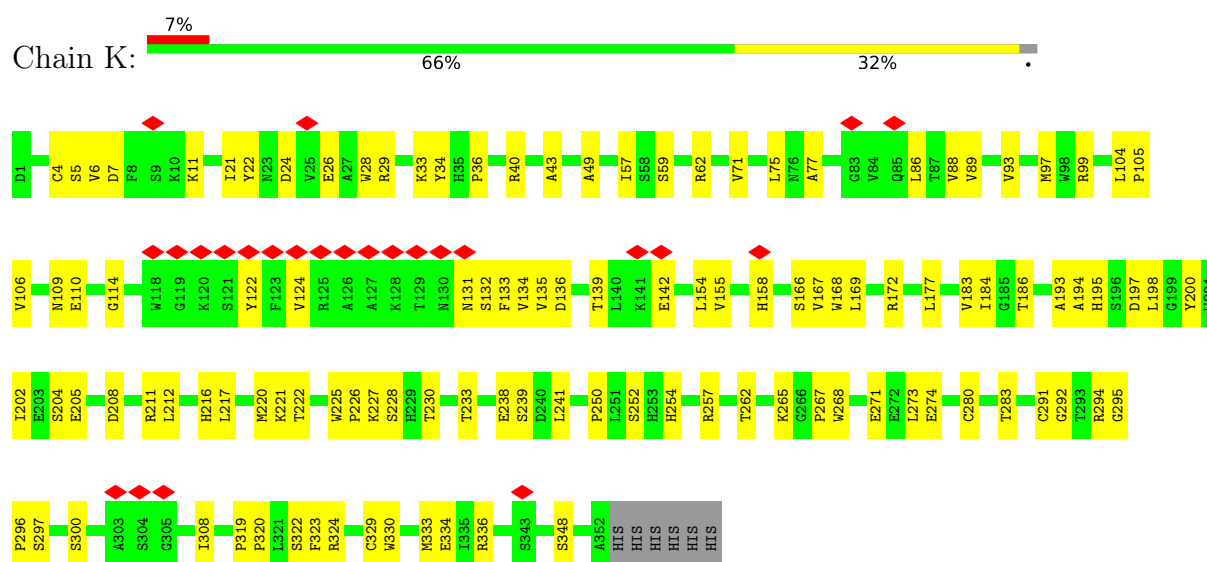 7%
Chain K:
66% 32% •
D1 C4 S5 V6 D7 F8 S9 K10 K11 I21 Y22 N23 D24 V25 E26 A27 W28 R29 K33 Y34 H35 P36 R40 A43 A49 I57 S58 S59 R62 V71 L75 N76 A77 G83 V84 Q85 L86 T87 V88 V89 V93 M97 W98 R99 L104 P105
V106 N109 E110 G114 W118 G119 K120 S121 Y122 F123 V124 R125 A126 A127 K128 T129 N130 N131 S132 F133 V134 V135 D136 T139 L140 K141 E142 L154 V155 H158 S166 V167 W168 L169 R172 L177 V183 I184 G185 T186 A193 A194 H195 S196 D197 L198 G199 Y200
I202 E203 S204 E205 D208 R211 L212 H216 L217 M220 K221 T222 W225 P226 K227 S228 H229 T230 T233 E238 S239 D240 L241 P250 L251 S252 H253 H254 R257 T262 K265 G266 P267 W268 E271 E272 L273 E274 C280 T283 C291 G292 T293 R294 G295
P296 S297 S300 A303 S304 G305 I308 P319 P320 L321 S322 F323 R324 C329 W330 M333 E334 I335 R336 S343 S348 A352 HIS HIS HIS HIS HIS HIS